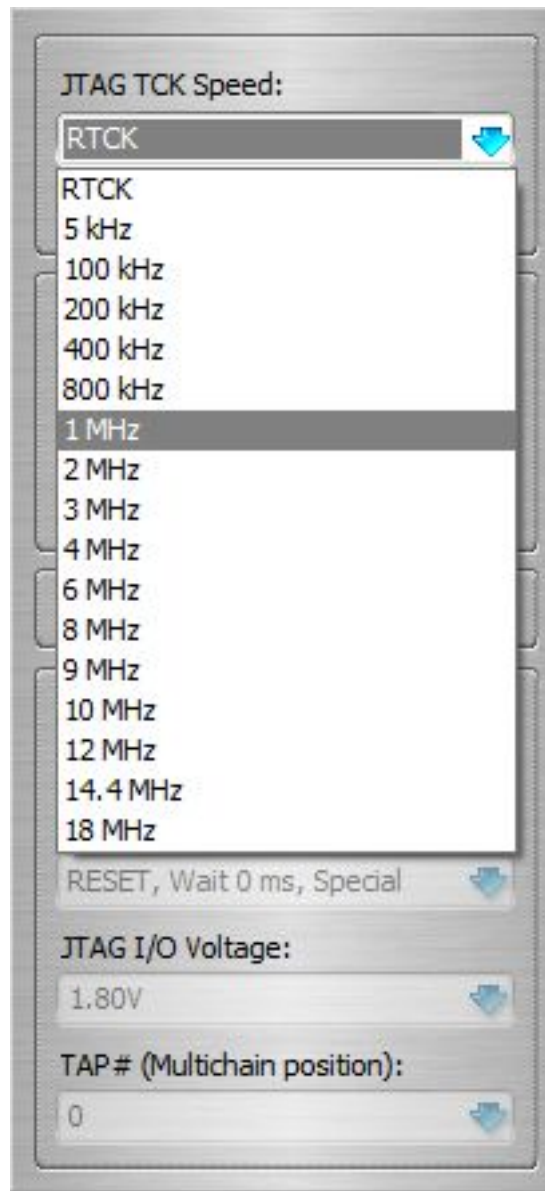 JTAG TCK Speed:
RTCK
RTCK
5 kHz
100 kHz
200 kHz
400 kHz
800 kHz
1 MHz
2 MHz
3 MHz
4 MHz
6 MHz
8 MHz
9 MHz
10 MHz
12 MHz
14.4 MHz
18 MHz
RESET, Wait 0 ms, Special
JTAG I/O Voltage:
1.80V
TAP# (Multichain position):
0